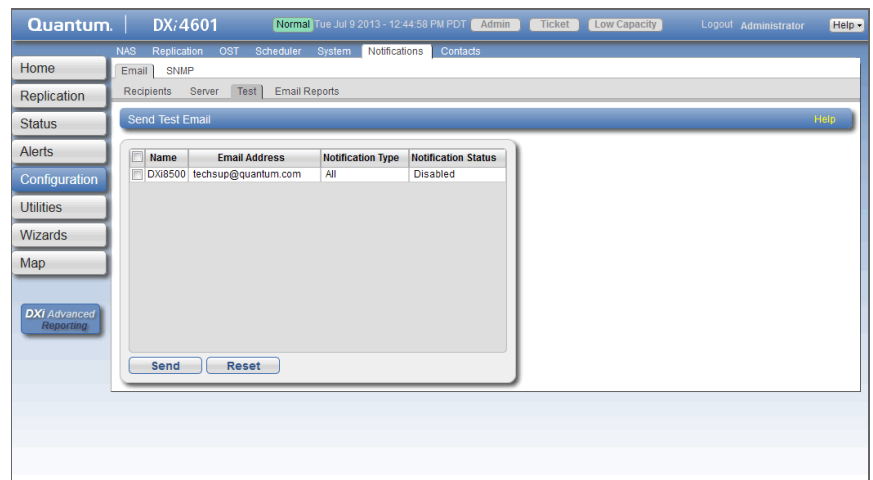 Quantum. DXi4601 Normal Tue Jul 9 2013 - 12:44:58 PM PDT Admin Ticket Low Capacity Logout Administrator Help
NAS Replication OST Scheduler System Notifications Contacts
Home
Email SNMP
Replication
Recipients Server Test Email Reports
Status
Send Test Email Help
Alerts
Name Email Address Notification Type Notification Status
Configuration
DXi8500 techsup@quantum.com All Disabled
Utilities
Wizards
Map
DXi Advanced
Reporting
Send Reset